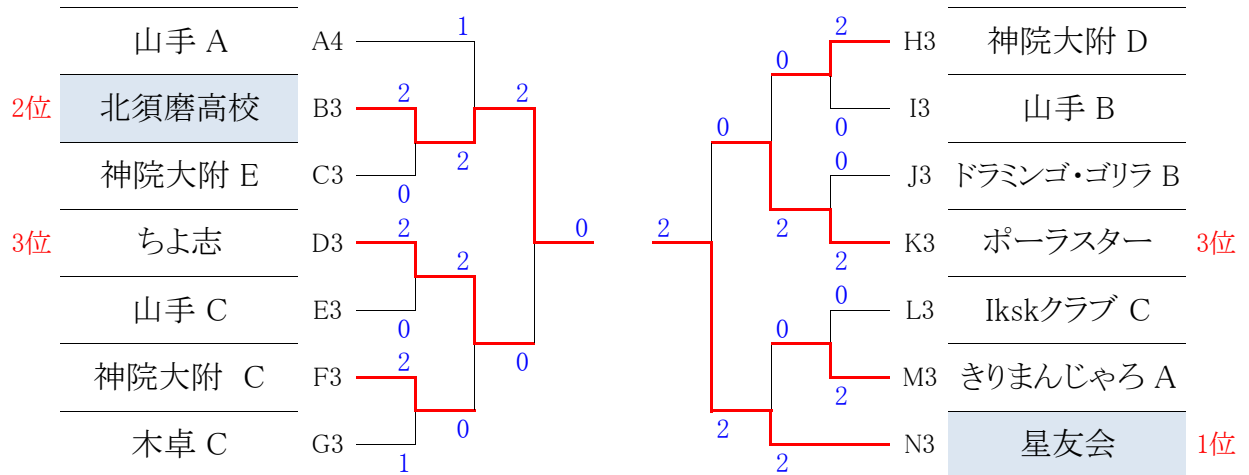 山手 A A4 1
2位 北須磨高校 B3 2 2
神院大附 E C3 0 2
3位 ちよ志 D3 2 2 0
山手 C E3 0 0
神院大附 C F3 2
木卓 C G3 1 0
2 0 H3 神院大附 D
0 I3 山手 B
0 0 J3 ドラミンゴ・ゴリラ B
2 2 2 K3 ポーラスター 3位
0 0 L3 Ikskクラブ C
2 M3 きりまんじゃろ A
2 2 N3 星友会 1位